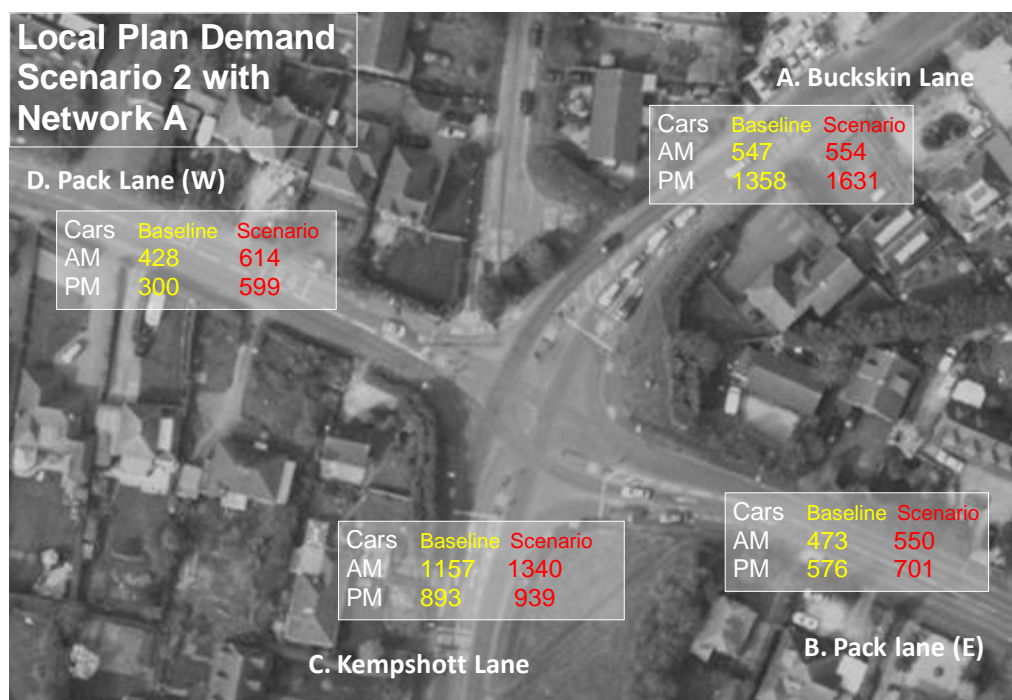 Local Plan Demand
Scenario 2 with
Network A
A. Buckskin Lane
Cars Baseline Scenario
AM 547 554
PM 1358 1631
D. Pack Lane (W)
Cars Baseline Scenario
AM 428 614
PM 300 599
Cars Baseline Scenario
AM 473 550
PM 576 701
B. Pack lane (E)
Cars Baseline Scenario
AM 1157 1340
PM 893 939
C. Kempshott Lane